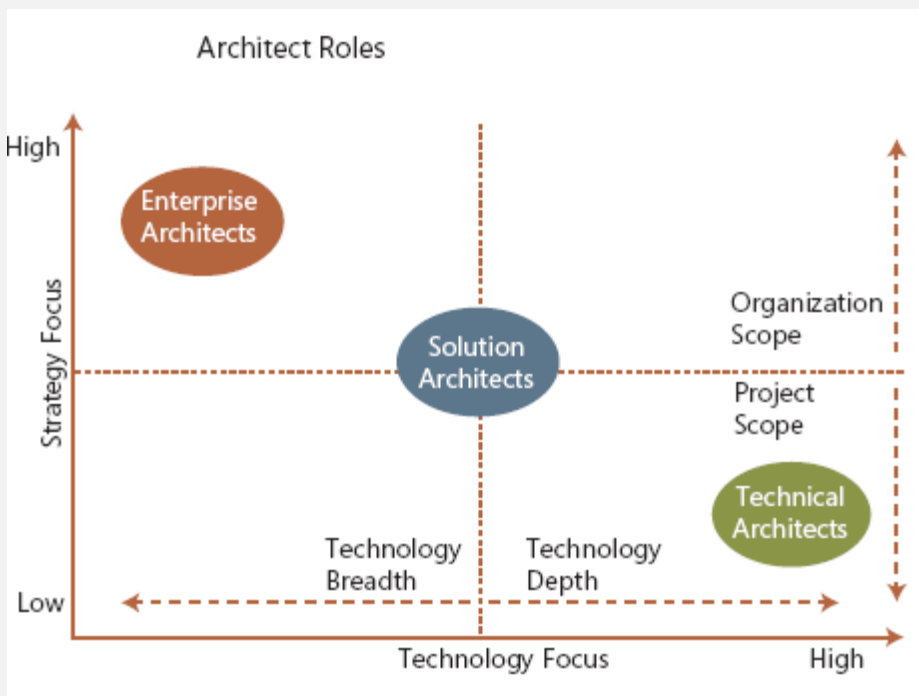 Architect Roles
High
Enterprise
Architects
Strategy Focus
Solution
Architects
Organization
Scope
Project
Scope
Technical
Architects
Technology
Breadth
Technology
Depth
Low
Technology Focus
High